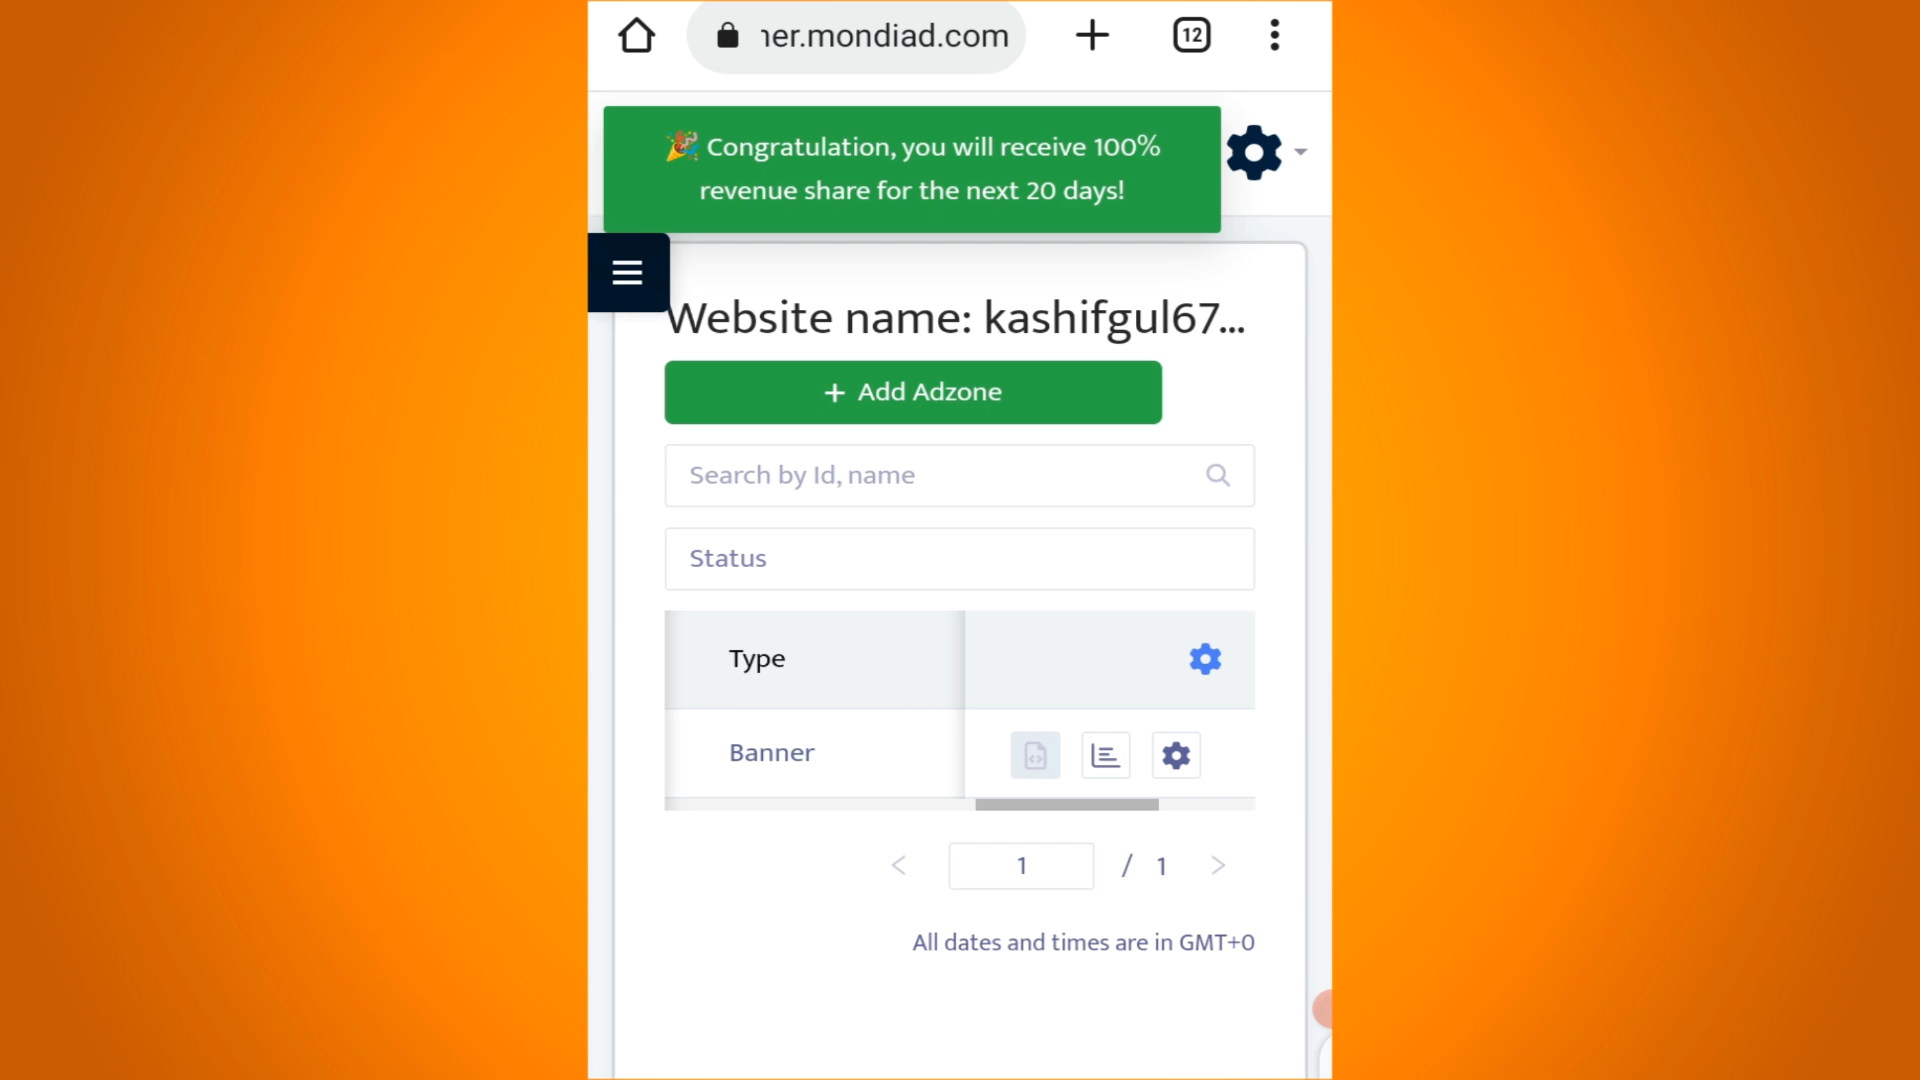 ner.mondiad.com
12
🎉 Congratulation, you will receive 100%
revenue share for the next 20 days!
Website name: kashifgul67...
+ Add Adzone
Search by Id, name
Status
Type
Banner
< 1 / 1 >
All dates and times are in GMT+0